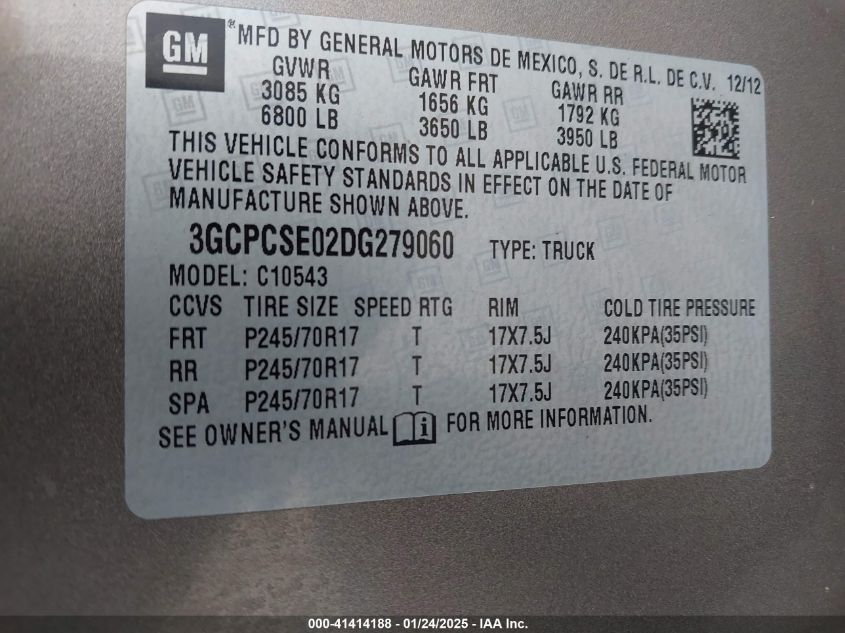 GM
®MFD BY GENERAL MOTORS DE MEXICO, S. DE R.L. DE C.V. 12/12
GVWR GAWR FRT GAWR RR
3085 KG 1656 KG 1792 KG
6800 LB 3650 LB 3950 LB
THIS VEHICLE CONFORMS TO ALL APPLICABLE U.S. FEDERAL MOTOR
VEHICLE SAFETY STANDARDS IN EFFECT ON THE DATE OF
MANUFACTURE SHOWN ABOVE.
3GCPCSE02DG279060 TYPE: TRUCK
MODEL: C10543
CCVS TIRE SIZE SPEED RTG RIM COLD TIRE PRESSURE
FRT P245/70R17 T 17X7.5J 240KPA(35PSI)
RR P245/70R17 T 17X7.5J 240KPA(35PSI)
SPA P245/70R17 T 17X7.5J 240KPA(35PSI)
SEE OWNER'S MANUAL i FOR MORE INFORMATION.
000-41414188 - 01/24/2025 - IAA Inc.